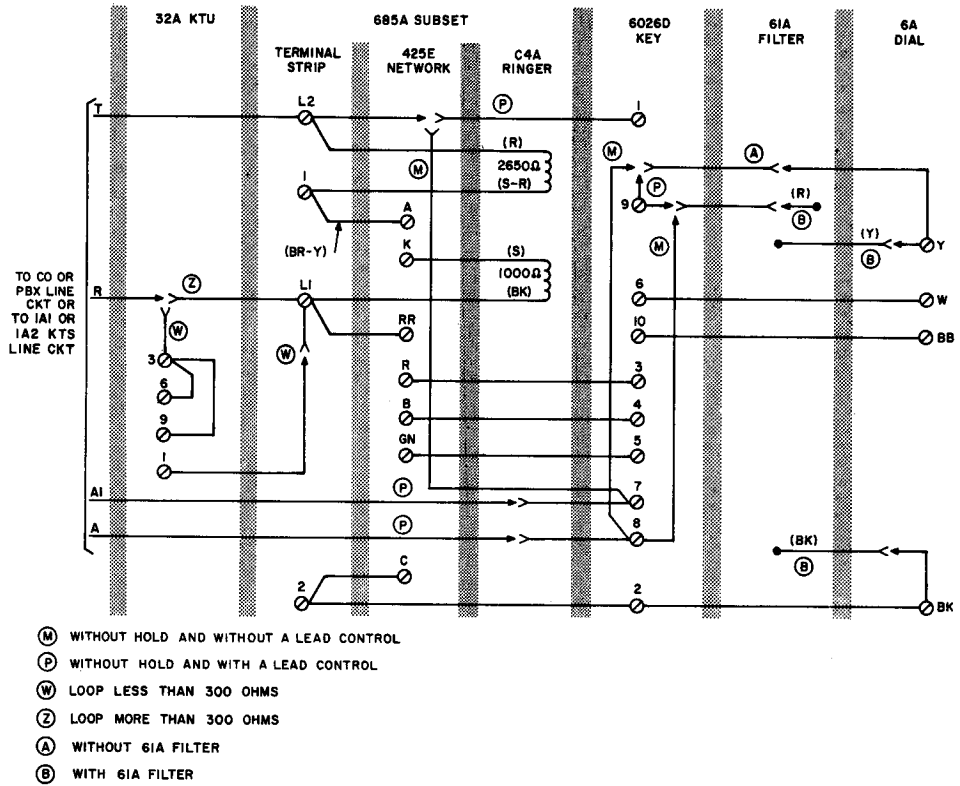 32A KTU
685A SUBSET
6026D
KEY
61A
FILTER
6A
DIAL
TERMINAL
STRIP
425E
NETWORK
C4A
RINGER
T
L2
P
1
(R)
2650Ω
(S-R)
M
M
A
1
P
9
(R)
B
A
(BR-Y)
M
(Y)
B
Y
K
(S)
1000Ω
(BK)
TO CO OR
PBX LINE
CKT OR
TO 1A1 OR
1A2 KTS
LINE CKT
R
Z
L1
6
W
W
RR
10
BB
W
3
R
3
6
B
4
9
GN
5
1
A1
P
7
A
P
8
(BK)
B
C
2
2
BK
M WITHOUT HOLD AND WITHOUT A LEAD CONTROL
P WITHOUT HOLD AND WITH A LEAD CONTROL
W LOOP LESS THAN 300 OHMS
Z LOOP MORE THAN 300 OHMS
A WITHOUT 61A FILTER
B WITH 61A FILTER